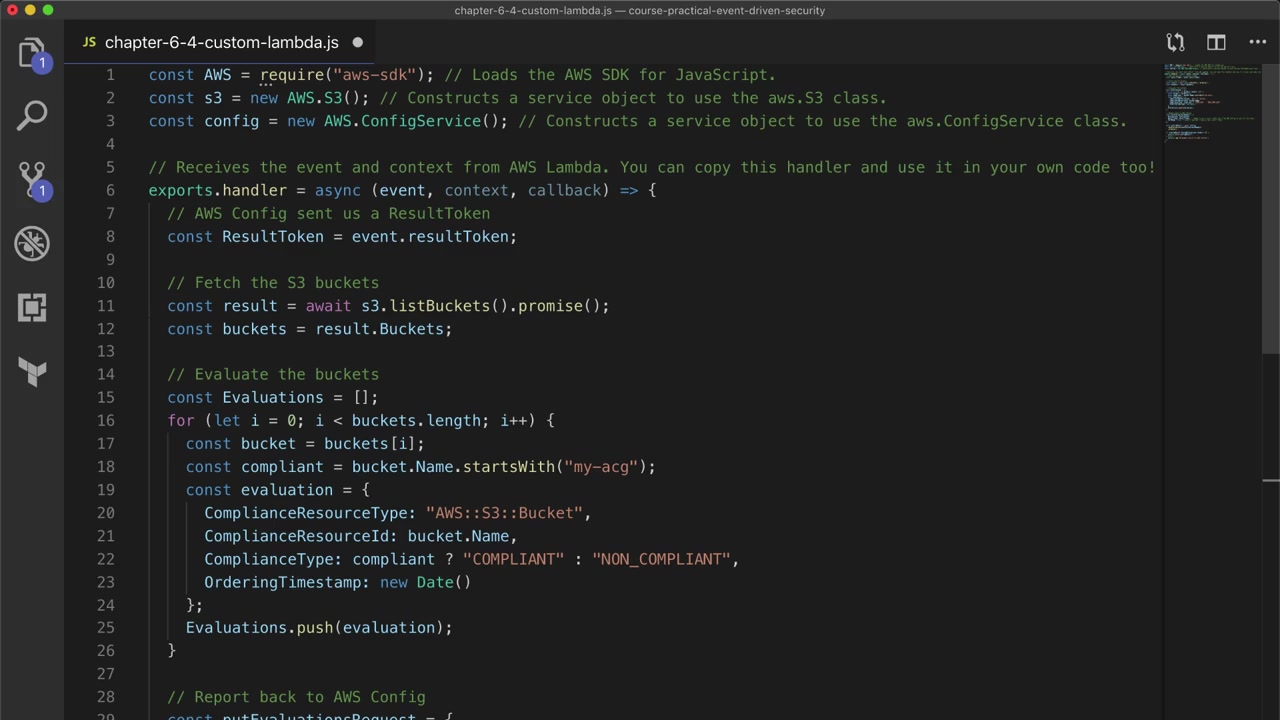 chapter-6-4-custom-lambda.js — course-practical-event-driven-security
JS chapter-6-4-custom-lambda.js
1 const AWS = require("aws-sdk"); // Loads the AWS SDK for JavaScript.
2 const s3 = new AWS.S3(); // Constructs a service object to use the aws.S3 class.
3 const config = new AWS.ConfigService(); // Constructs a service object to use the aws.ConfigService class.
4
5 // Receives the event and context from AWS Lambda. You can copy this handler and use it in your own code too!
6 exports.handler = async (event, context, callback) => {
7 // AWS Config sent us a ResultToken
8 const ResultToken = event.resultToken;
9
10 // Fetch the S3 buckets
11 const result = await s3.listBuckets().promise();
12 const buckets = result.Buckets;
13
14 // Evaluate the buckets
15 const Evaluations = [];
16 for (let i = 0; i < buckets.length; i++) {
17 const bucket = buckets[i];
18 const compliant = bucket.Name.startsWith("my-acg");
19 const evaluation = {
20 ComplianceResourceType: "AWS::S3::Bucket",
21 ComplianceResourceId: bucket.Name,
22 ComplianceType: compliant ? "COMPLIANT" : "NON_COMPLIANT",
23 OrderingTimestamp: new Date()
24 };
25 Evaluations.push(evaluation);
26 }
27
28 // Report back to AWS Config
29 const putEvaluationsRequest = {
1
1